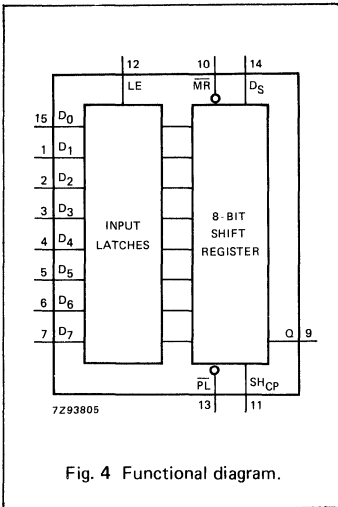 12 10 14
LE MR DS
15 D0
1 D1
2 D2
3 D3
4 D4
5 D5
6 D6
7 D7
INPUT
LATCHES
8-BIT
SHIFT
REGISTER
Q 9
PL SHCP
7Z93805
13 11
Fig. 4 Functional diagram.